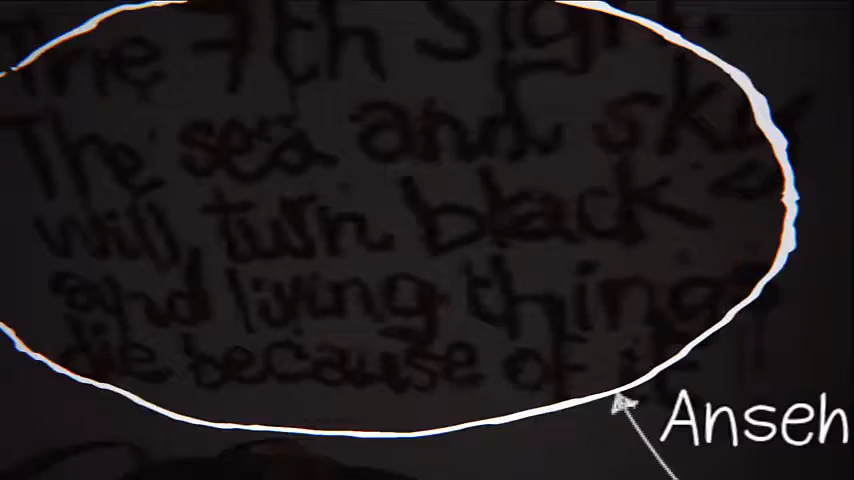 The 7th Sign:
The sea and sky
will turn black
and living things
die because of it
Anseh